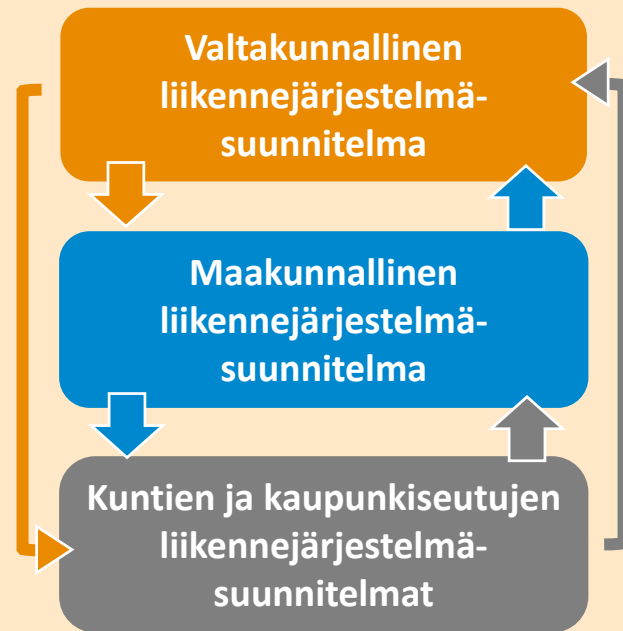 Valtakunnallinen
liikennejärjestelmä-
suunnitelma
Maakunnallinen
liikennejärjestelmä-
suunnitelma
Kuntien ja kaupunkiseutujen
liikennejärjestelmä-
suunnitelmat